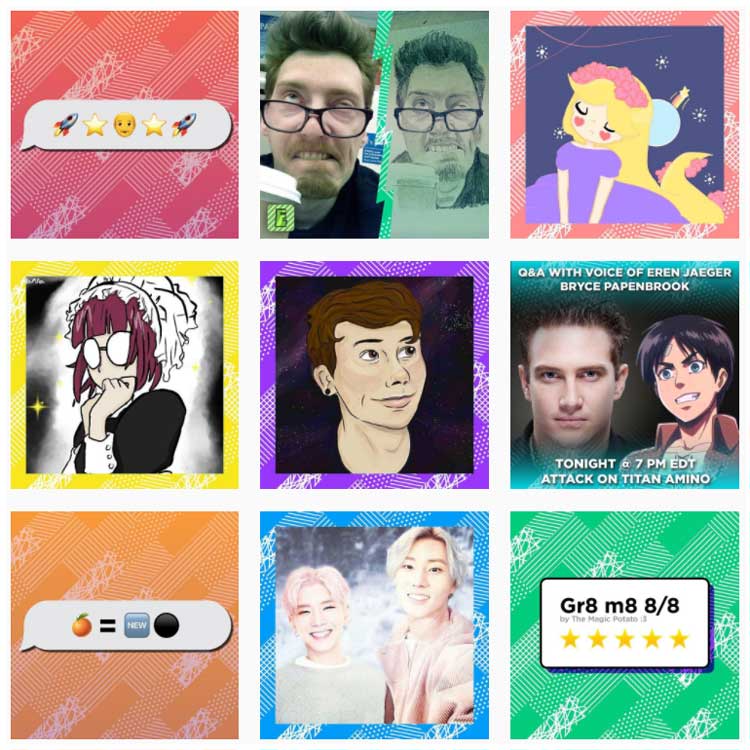 Q&A WITH VOICE OF EREN JAEGER
BRYCE PAPENBROOK
TONIGHT @ 7 PM EDT
ATTACK ON TITAN AMINO
NEW
Gr8 m8 8/8
by The Magic Potato :3